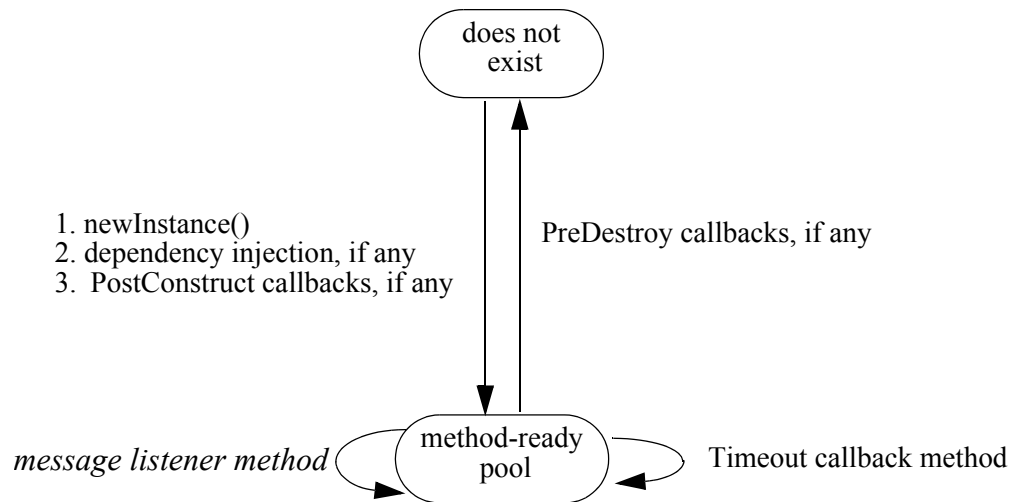 does not
exist
1. newInstance()
2. dependency injection, if any
3. PostConstruct callbacks, if any
PreDestroy callbacks, if any
method-ready
pool
message listener method
Timeout callback method